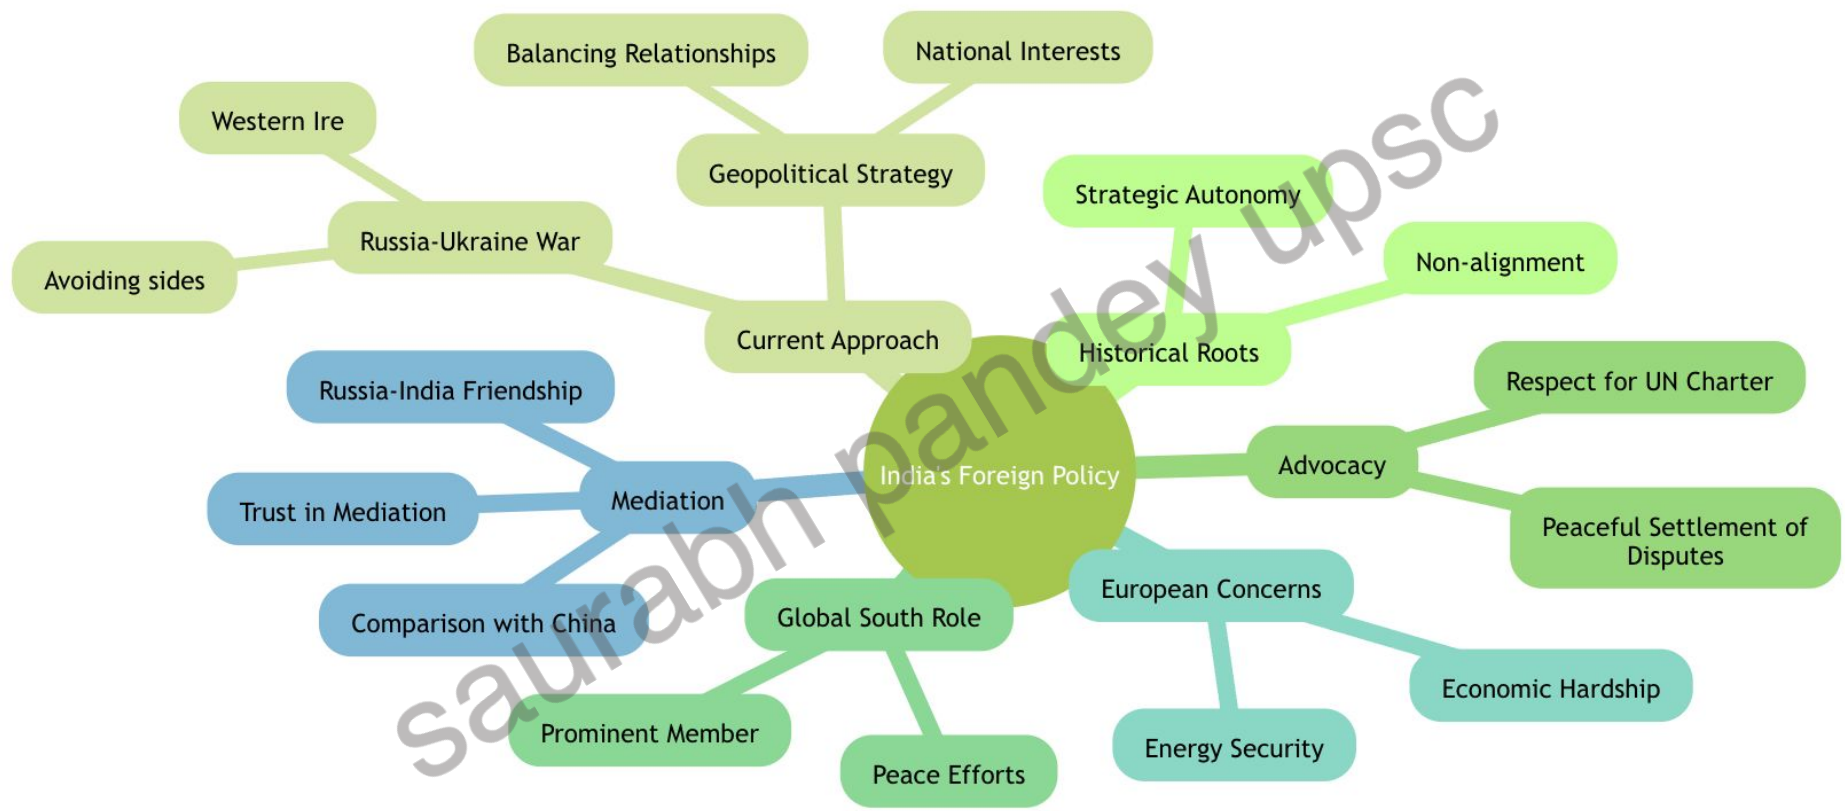 Balancing Relationships
National Interests
Western Ire
Geopolitical Strategy
Strategic Autonomy
Russia-Ukraine War
Non-alignment
Avoiding sides
Current Approach
Historical Roots
Russia-India Friendship
Respect for UN Charter
Advocacy
India's Foreign Policy
Mediation
Trust in Mediation
Peaceful Settlement of
Disputes
European Concerns
Comparison with China
Global South Role
Economic Hardship
Prominent Member
Energy Security
Peace Efforts
saurabh pandey upsc